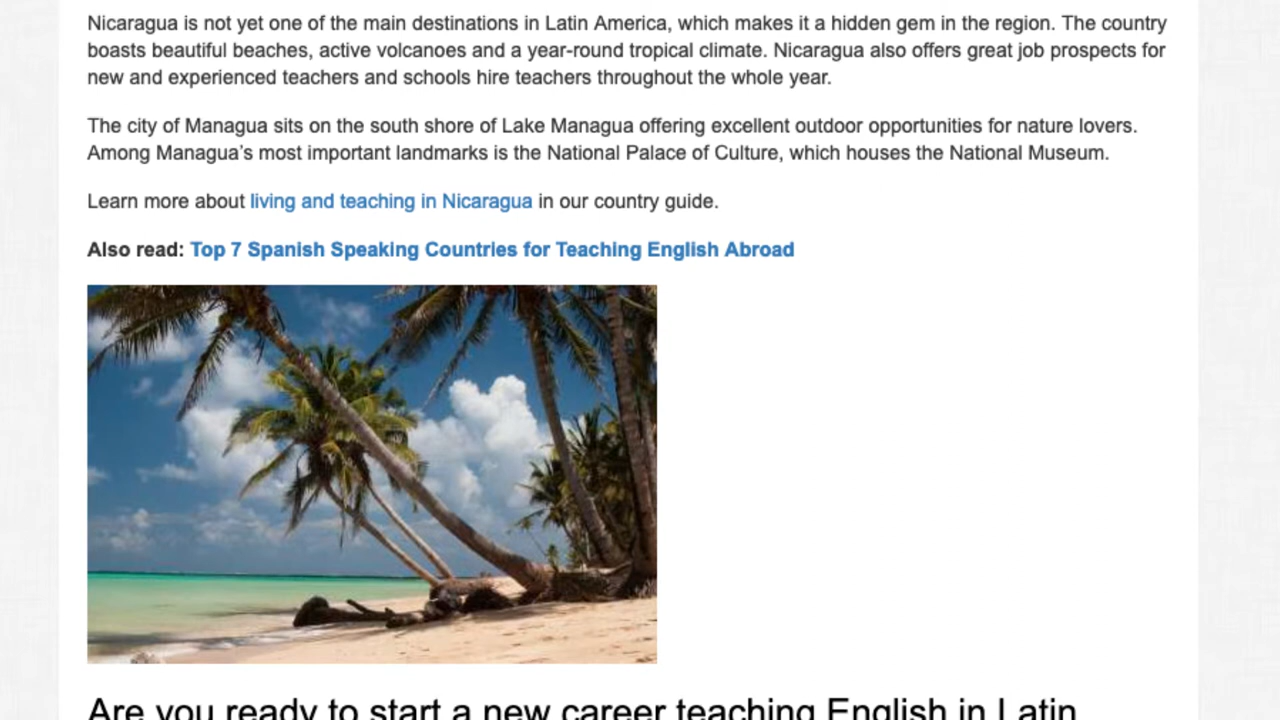 Nicaragua is not yet one of the main destinations in Latin America, which makes it a hidden gem in the region. The country
boasts beautiful beaches, active volcanoes and a year-round tropical climate. Nicaragua also offers great job prospects for
new and experienced teachers and schools hire teachers throughout the whole year.
The city of Managua sits on the south shore of Lake Managua offering excellent outdoor opportunities for nature lovers.
Among Managua’s most important landmarks is the National Palace of Culture, which houses the National Museum.
Learn more about living and teaching in Nicaragua in our country guide.
Also read: Top 7 Spanish Speaking Countries for Teaching English Abroad
Are you ready to start a new career teaching English in Latin